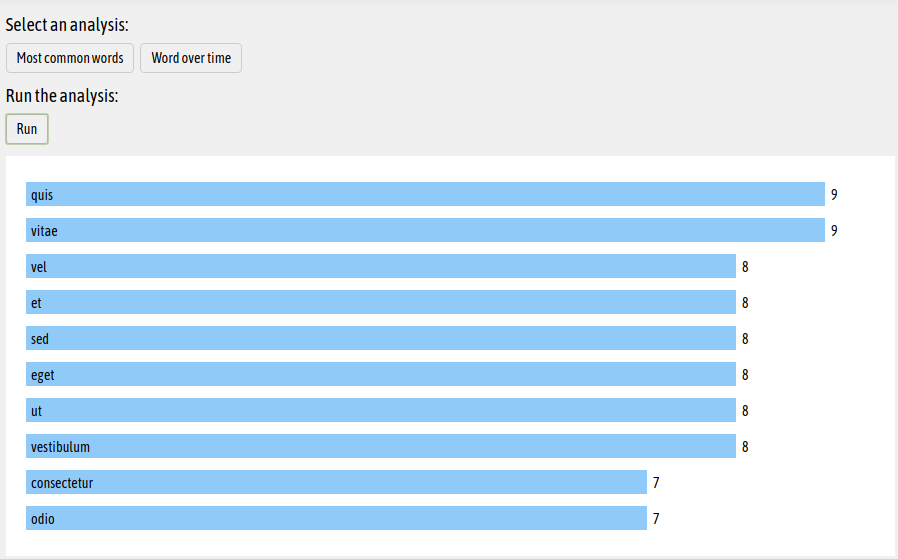 Select an analysis:
Most common words Word over time
Run the analysis:
Run
quis 9
vitae 9
vel 8
et 8
sed 8
eget 8
ut 8
vestibulum 8
consectetur 7
odio 7